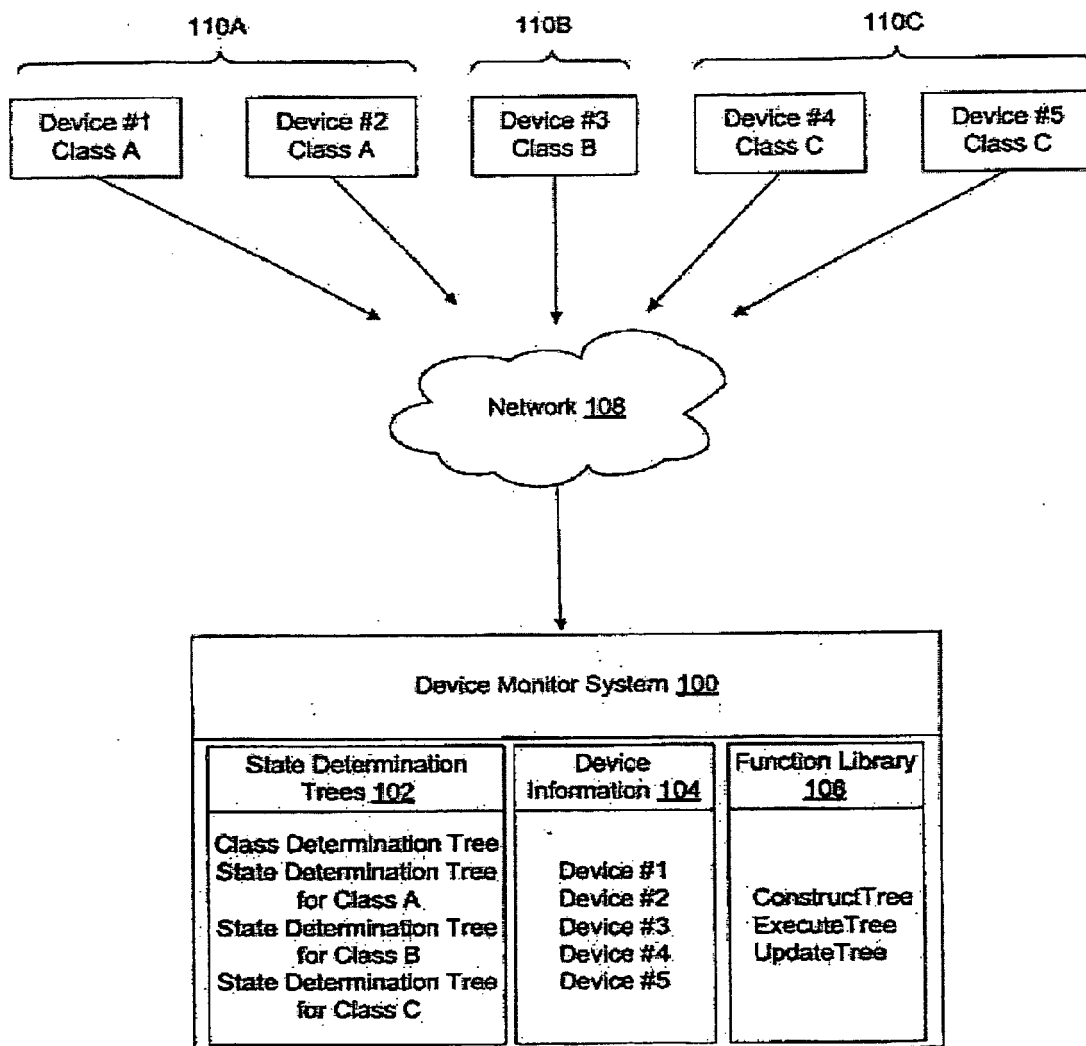 110A
110B
110C
Device #1
Class A
Device #2
Class A
Device #3
Class B
Device #4
Class C
Device #5
Class C
Network 108
Device Monitor System 100
State Determination
Trees 102
Class Determination Tree
State Determination Tree
for Class A
State Determination Tree
for Class B
State Determination Tree
for Class C
Device
Information 104
Device #1
Device #2
Device #3
Device #4
Device #5
Function Library
106
ConstructTree
ExecuteTree
UpdateTree